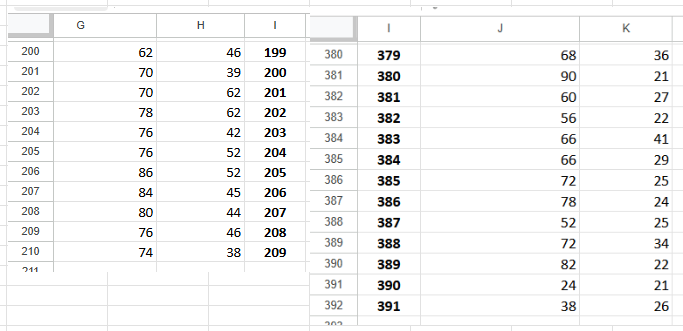 G H I
200 62 46 199
201 70 39 200
202 70 62 201
203 78 62 202
204 76 42 203
205 76 52 204
206 86 52 205
207 84 45 206
208 80 44 207
209 76 46 208
210 74 38 209
211
I J K
380 379 68 36
381 380 90 21
382 381 60 27
383 382 56 22
384 383 66 41
385 384 66 29
386 385 72 25
387 386 78 24
388 387 52 25
389 388 72 34
390 389 82 22
391 390 24 21
392 391 38 26